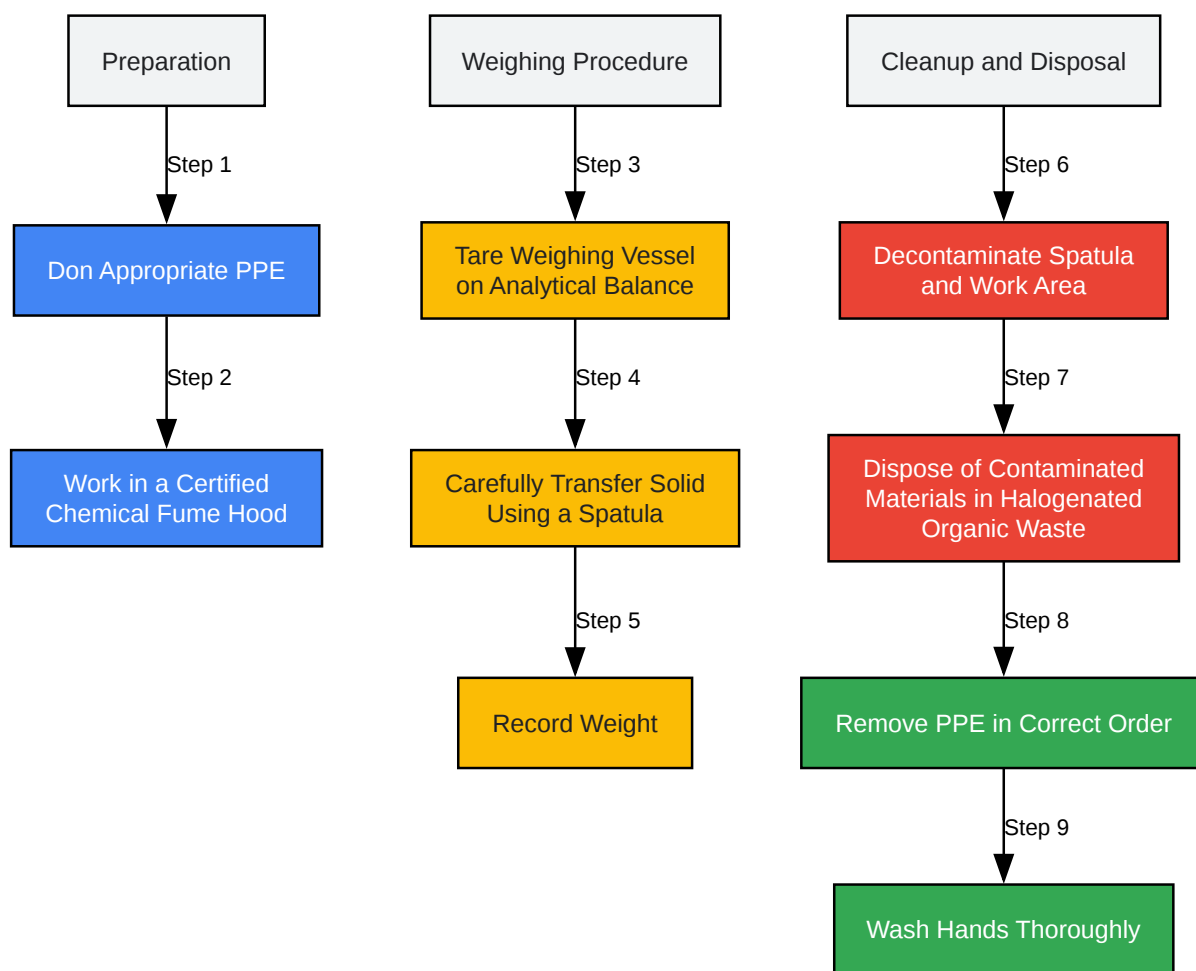 Preparation
Step 1
Don Appropriate PPE
Step 2
Work in a Certified
Chemical Fume Hood
Weighing Procedure
Step 3
Tare Weighing Vessel
on Analytical Balance
Step 4
Carefully Transfer Solid
Using a Spatula
Step 5
Record Weight
Cleanup and Disposal
Step 6
Decontaminate Spatula
and Work Area
Step 7
Dispose of Contaminated
Materials in Halogenated
Organic Waste
Step 8
Remove PPE in Correct Order
Step 9
Wash Hands Thoroughly